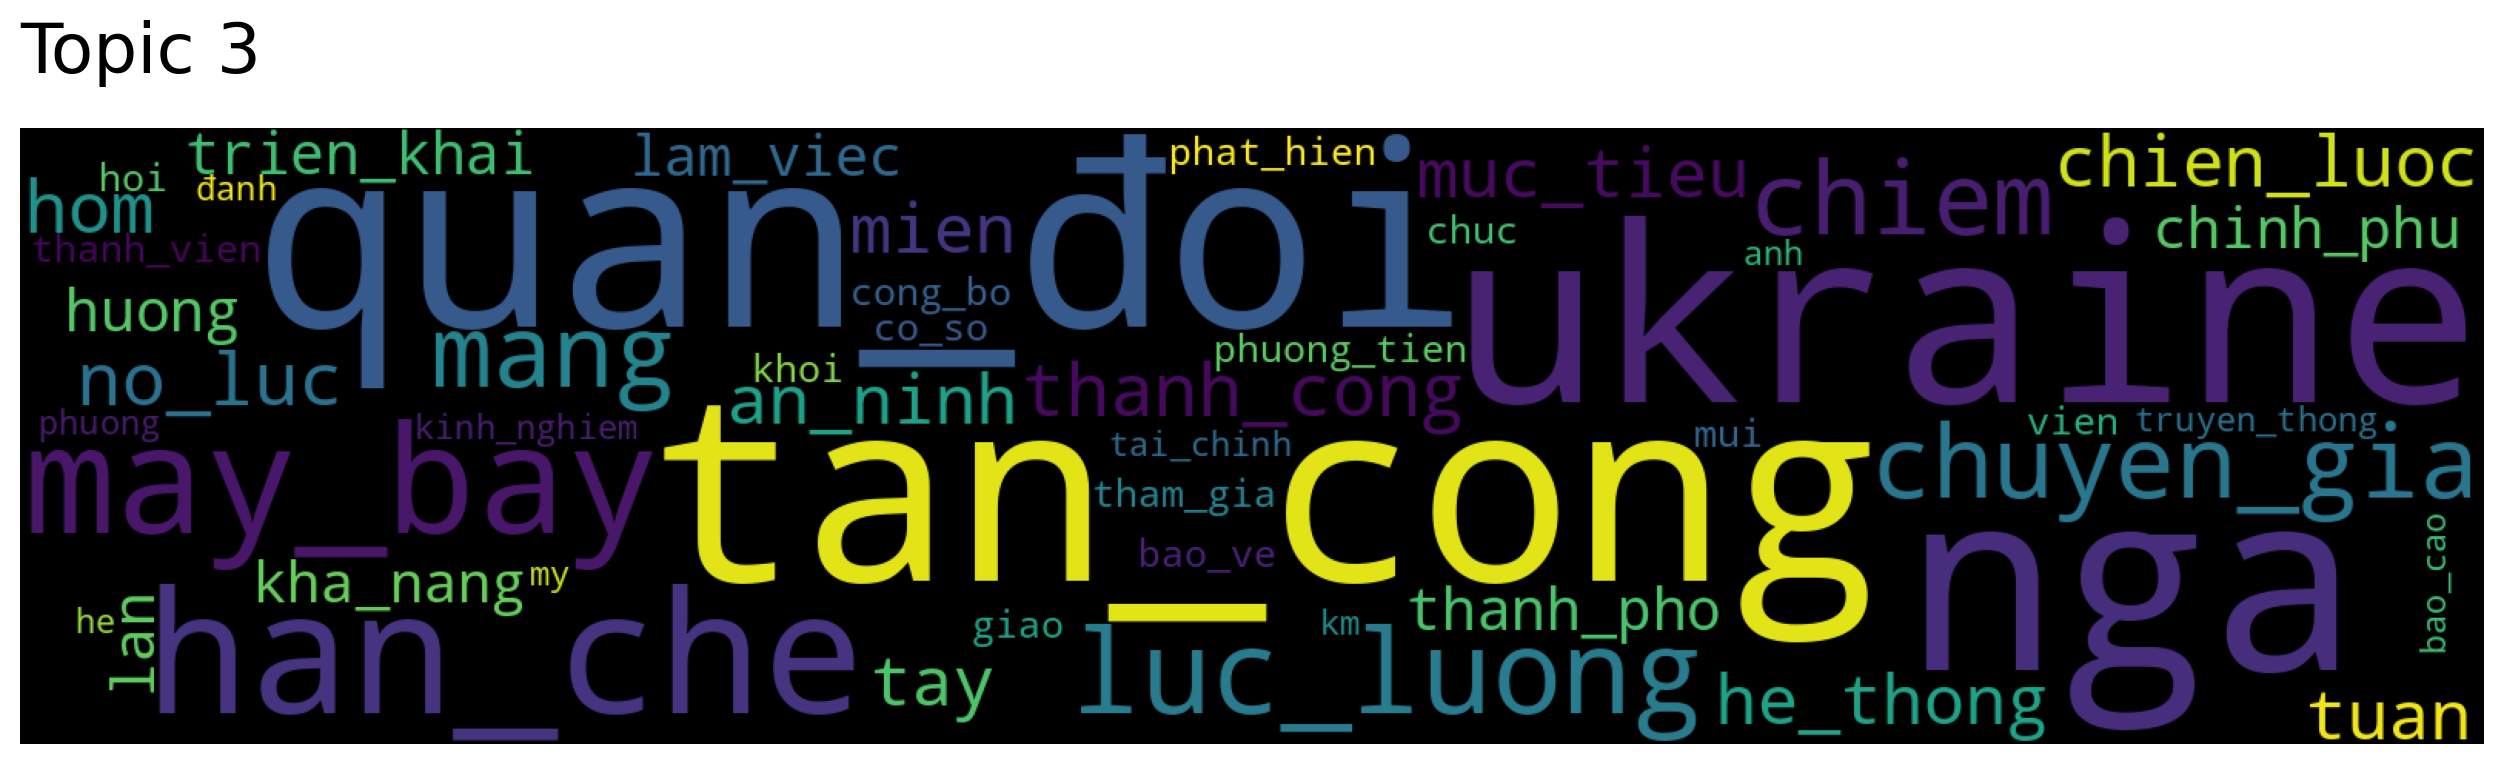 Topic 3
trien_khai
lam_viec
phat_hien
muc_tieu
chiem
chien_luoc
hoi
đanh
hom
quan_đoi
mien
chuc
anh
chinh_phu
thanh_vien
ukraine
huong
cong_bo
co_so
mang
khoi
phuong_tien
no_luc
an_ninh
thanh_cong
phuong
kinh_nghiem
tai_chinh
mui
vien
truyen_thong
may_bay
tan_cong
tham_gia
chuyen_gia
bao_ve
nga
bao_cao
kha_nang
my
he
lan
han_che
giao
km
thanh_pho
tay
luc_luong
he_thong
tuan